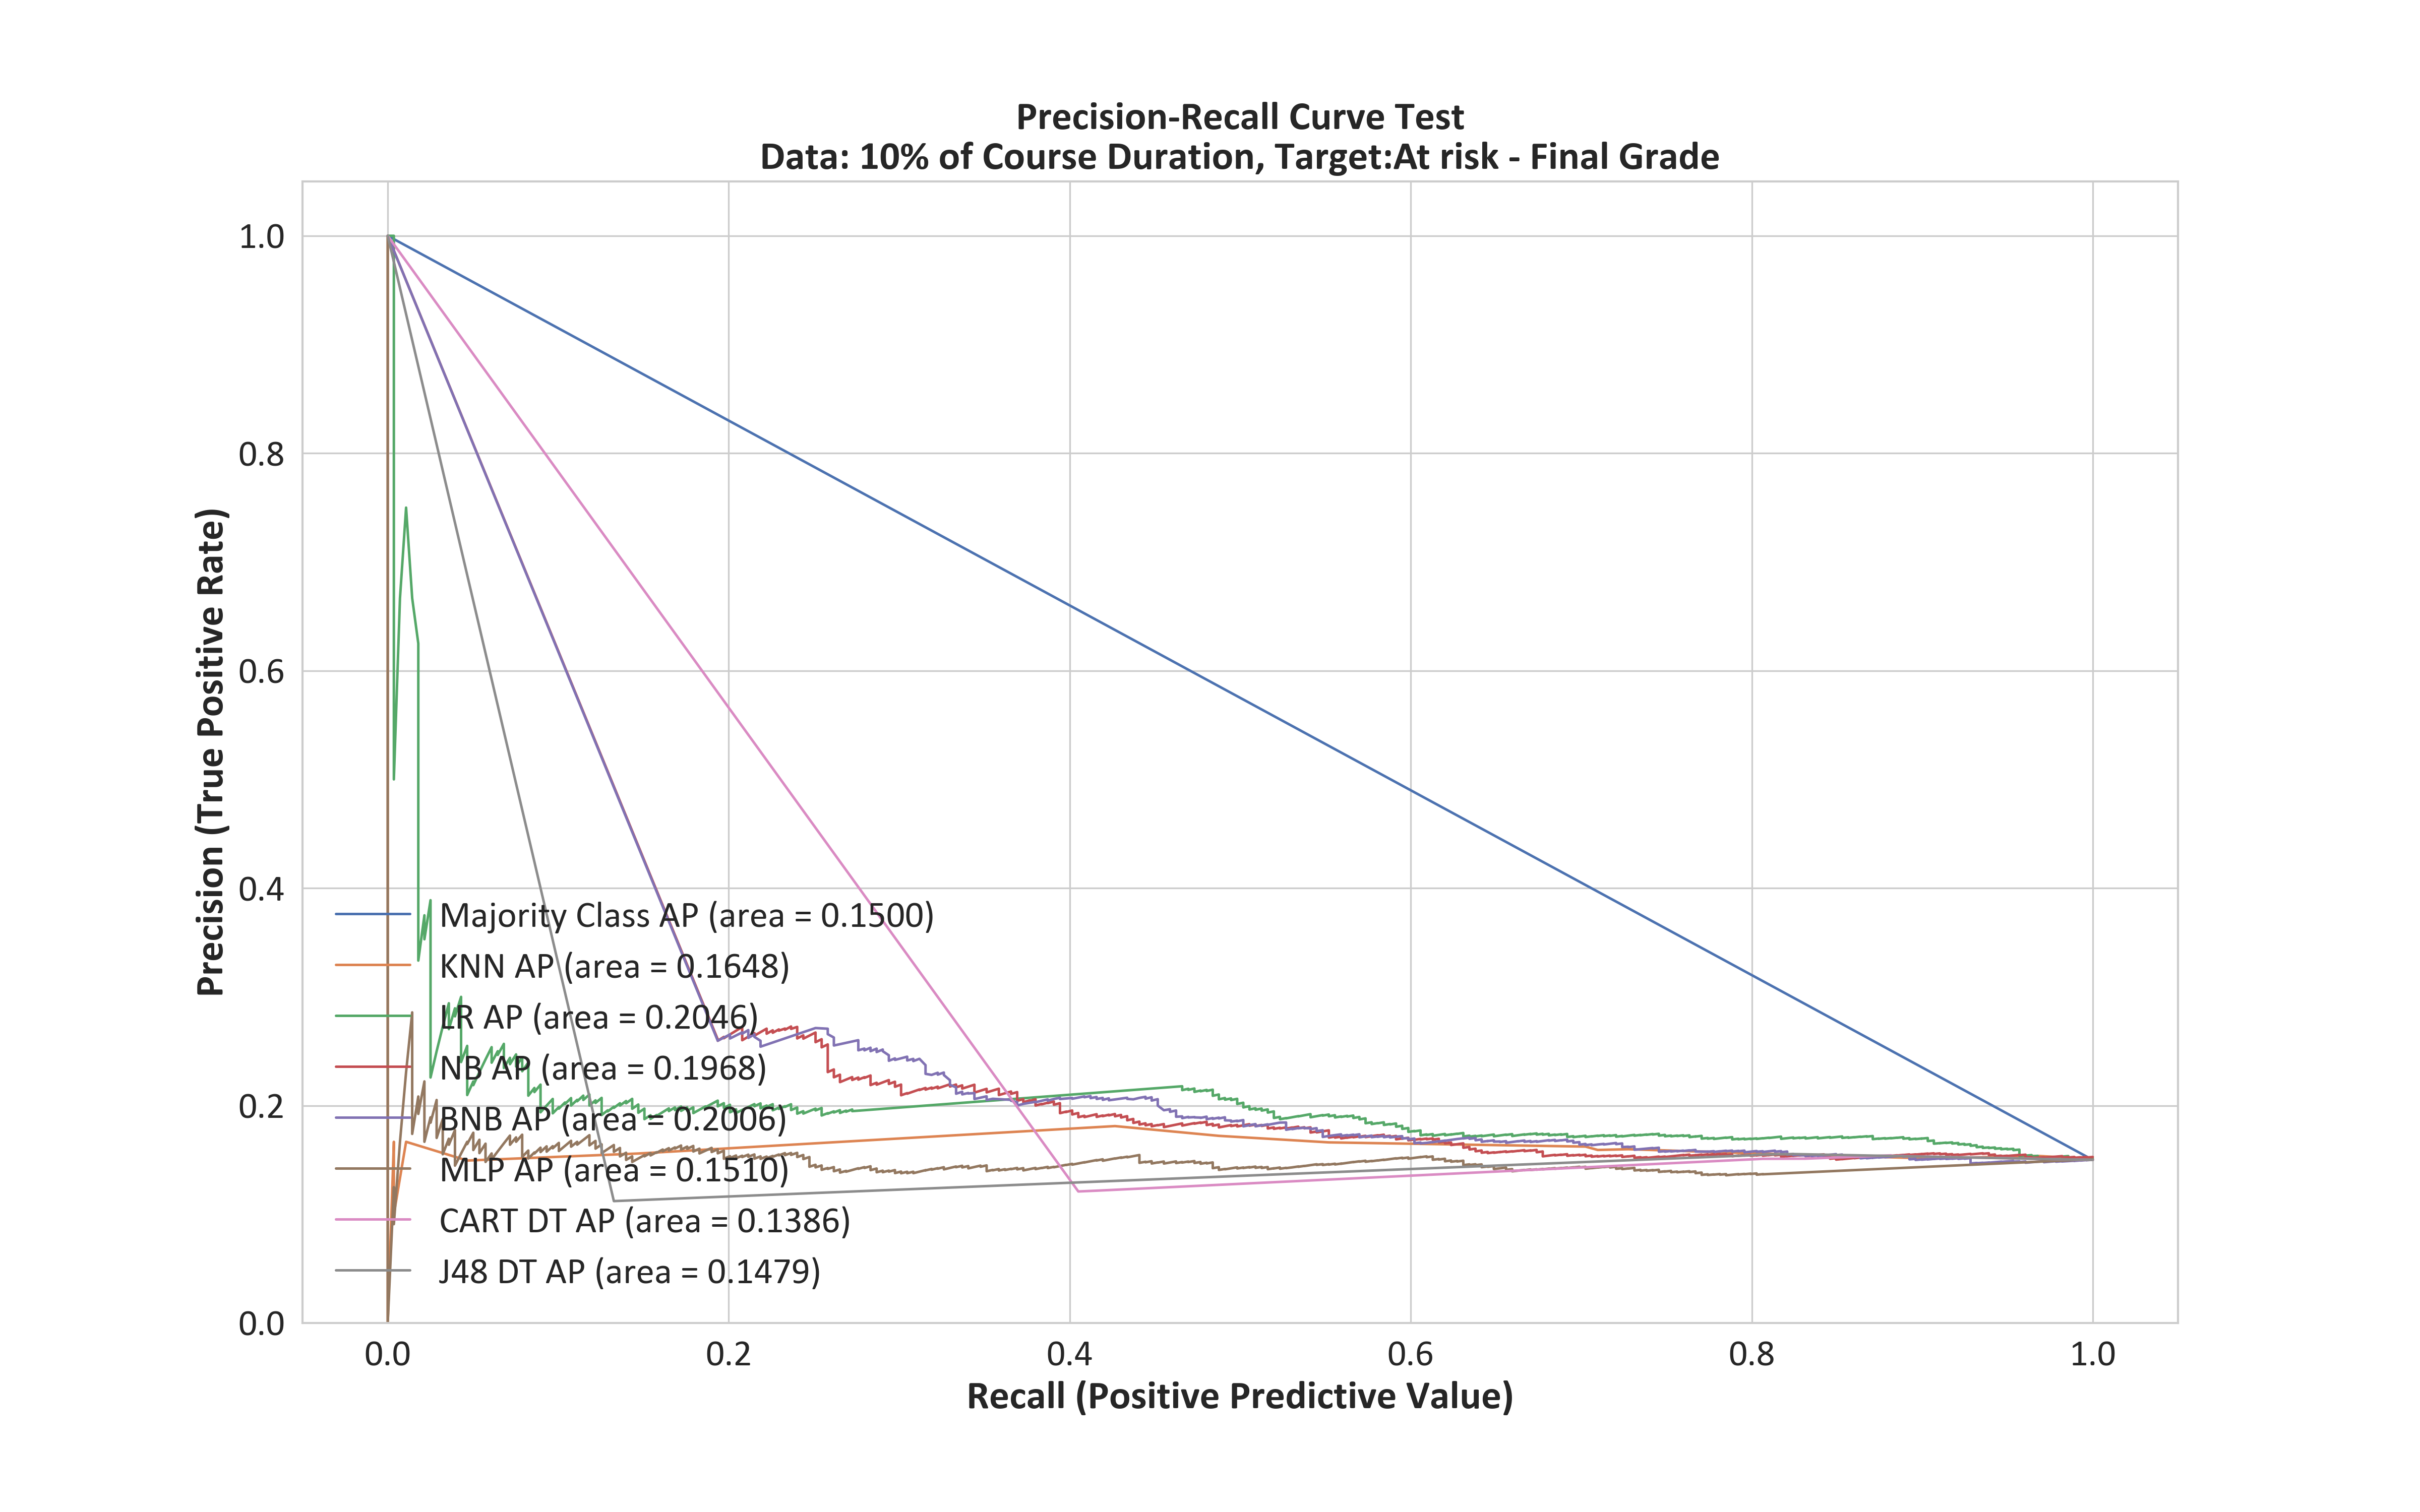 Precision-Recall Curve Test
Data: 10% of Course Duration, Target:At risk - Final Grade
Precision (True Positive Rate)
1.0
0.8
0.6
0.4
0.2
0.0
Majority Class AP (area = 0.1500)
KNN AP (area = 0.1648)
LR AP (area = 0.2046)
NB AP (area = 0.1968)
BNB AP (area = 0.2006)
MLP AP (area = 0.1510)
CART DT AP (area = 0.1386)
J48 DT AP (area = 0.1479)
0.0 0.2 0.4 0.6 0.8 1.0
Recall (Positive Predictive Value)